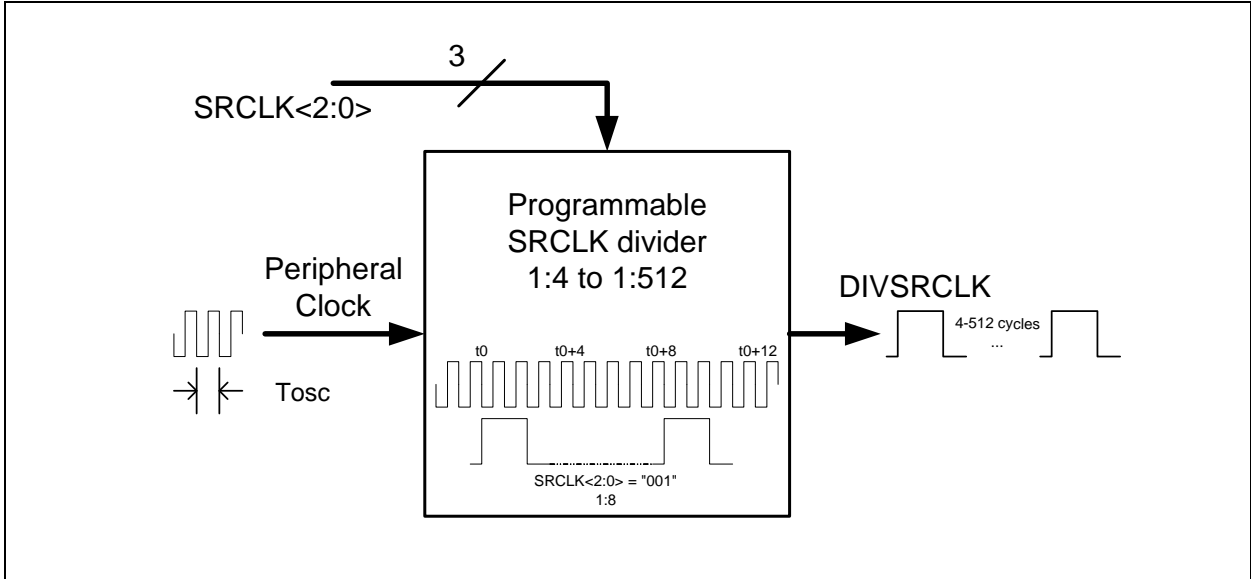 3
SRCLK<2:0>
Programmable
SRCLK divider
1:4 to 1:512
Peripheral
Clock
DIVSRCLK
4-512 cycles
...
t0 t0+4 t0+8 t0+12
Tosc
SRCLK<2:0> = "001"
1:8